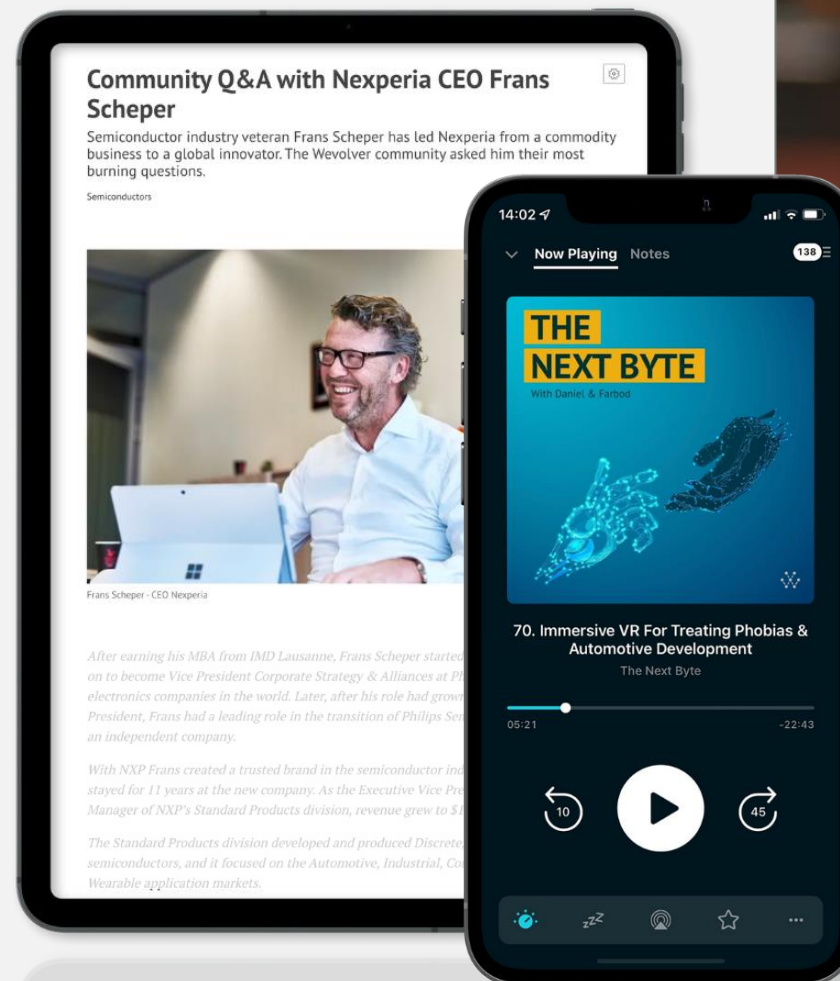 Community Q&A with Nexperia CEO Frans
Scheper
Semiconductor industry veteran Frans Scheper has led Nexperia from a commodity
business to a global innovator. The Wevolver community asked him their most
burning questions.
Semiconductors
Frans Scheper - CEO Nexperia
After earning his MBA from IMD Lausanne, Frans Scheper started
on to become Vice President Corporate Strategy & Alliances at
electronics companies in the world. Later, after his role had grown
President, Frans had a leading role in the transition of Philips
an independent company.
With NXP Frans created a trusted brand in the semiconductor
stayed for 11 years at the new company. As the Executive Vice
Manager of NXP's Standard Products division, revenue grew to
The Standard Products division developed and produced Discrete,
semiconductors, and it focused on the Automotive, Industrial,
Wearable application markets.
14:02
Now Playing Notes
138
THE
NEXT BYTE
With Daniel & Farbod
70. Immersive VR For Treating Phobias &
Automotive Development
The Next Byte
05:21 -22:43
10 45
zzz